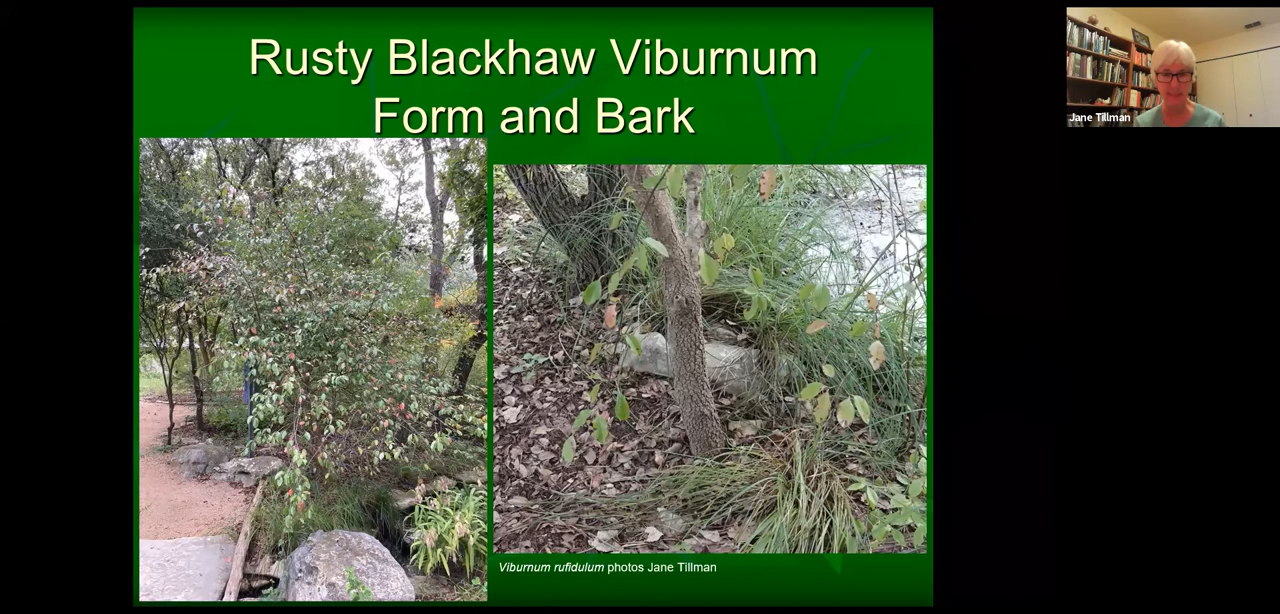 Rusty Blackhaw Viburnum
Form and Bark
Jane Tillman
Viburnum rufidulum photos Jane Tillman